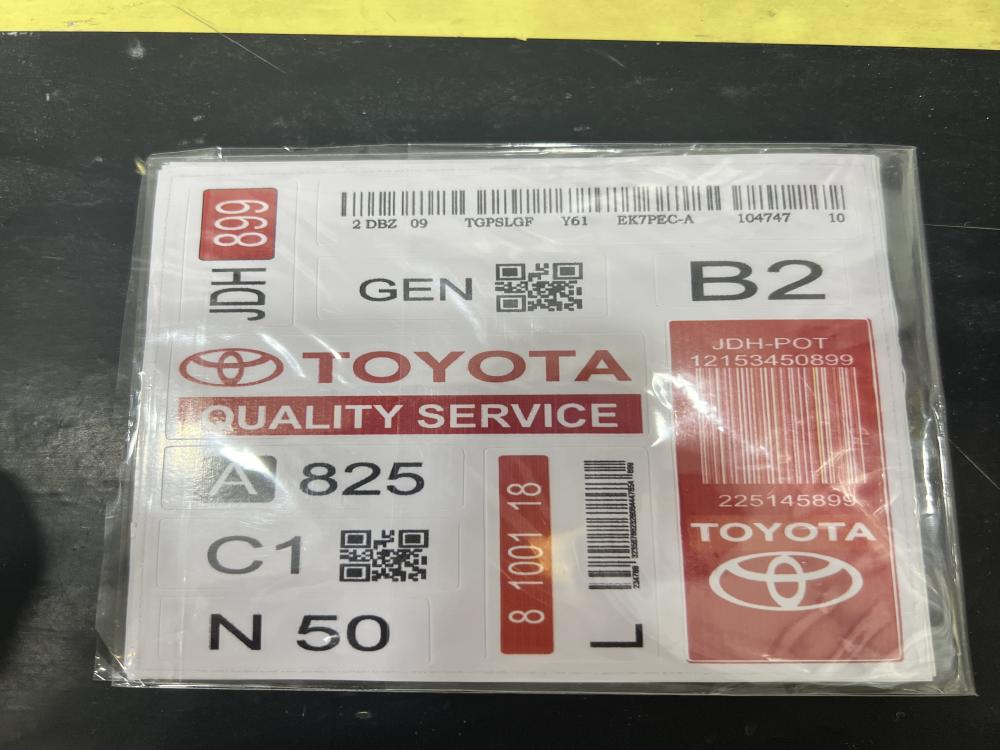 JDH 899
2 DBZ 09 TGPSLGF Y61 EK7PEC-A 104747 10
GEN
B2
TOYOTA
QUALITY SERVICE
JDH-POT
12153450899
225145899
TOYOTA
A 825
C1
N 50
8 1001 18
L